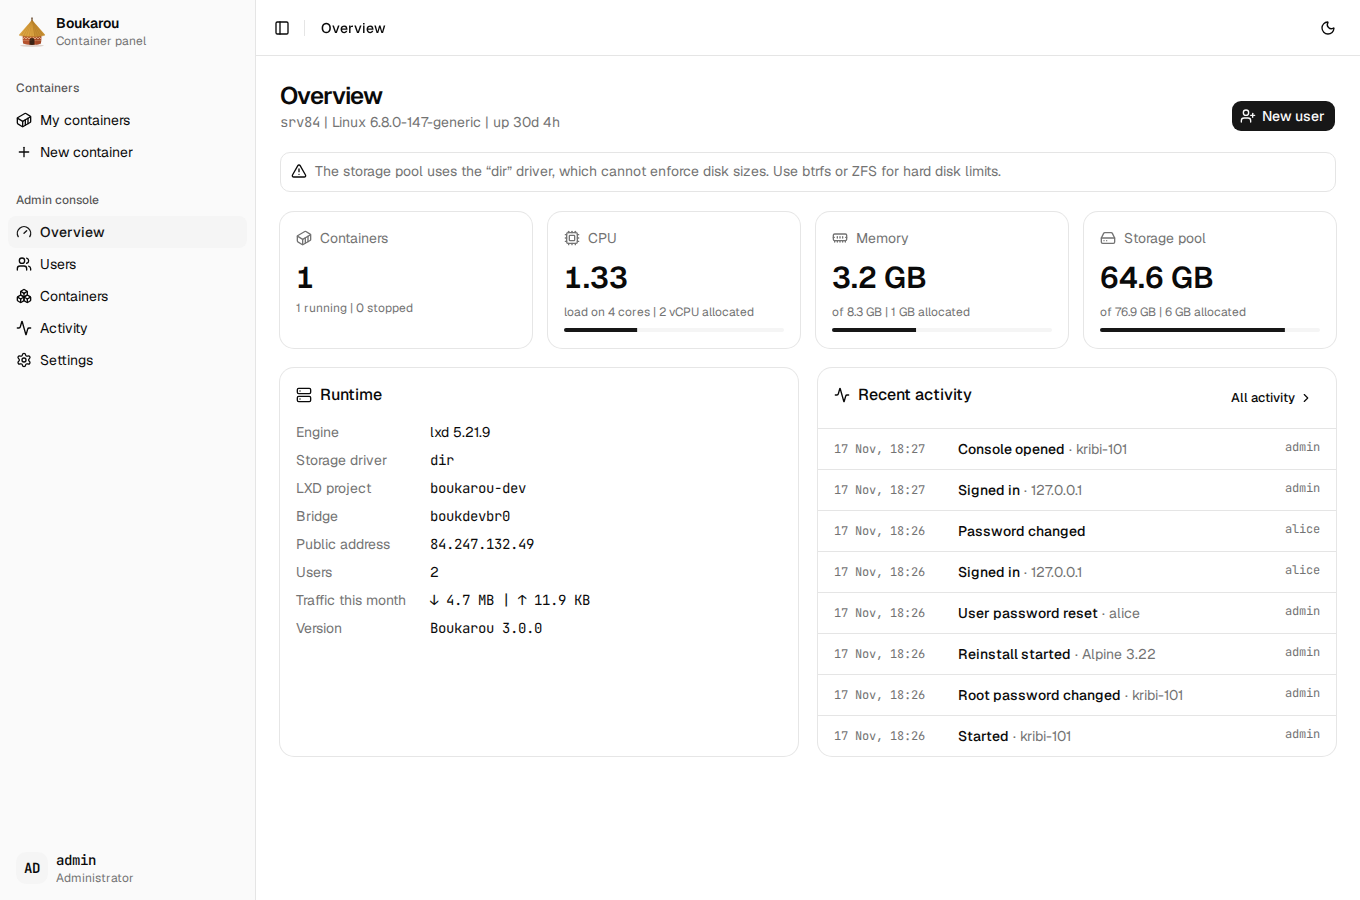 Boukarou
Container panel
Containers
My containers
New container
Admin console
Overview
Users
Containers
Activity
Settings
AD
admin
Administrator
Overview
Overview
srv84 | Linux 6.8.0-147-generic | up 30d 4h
New user
The storage pool uses the “dir” driver, which cannot enforce disk sizes. Use btrfs or ZFS for hard disk limits.
Containers
1
1 running | 0 stopped
CPU
1.33
load on 4 cores | 2 vCPU allocated
Memory
3.2 GB
of 8.3 GB | 1 GB allocated
Storage pool
64.6 GB
of 76.9 GB | 6 GB allocated
Runtime
Engine lxd 5.21.9
Storage driver dir
LXD project boukarou-dev
Bridge boukdevbr0
Public address 84.247.132.49
Users 2
Traffic this month ↓ 4.7 MB | ↑ 11.9 KB
Version Boukarou 3.0.0
Recent activity
All activity
17 Nov, 18:27 Console opened · kribi-101 admin
17 Nov, 18:27 Signed in · 127.0.0.1 admin
17 Nov, 18:26 Password changed alice
17 Nov, 18:26 Signed in · 127.0.0.1 alice
17 Nov, 18:26 User password reset · alice admin
17 Nov, 18:26 Reinstall started · Alpine 3.22 admin
17 Nov, 18:26 Root password changed · kribi-101 admin
17 Nov, 18:26 Started · kribi-101 admin